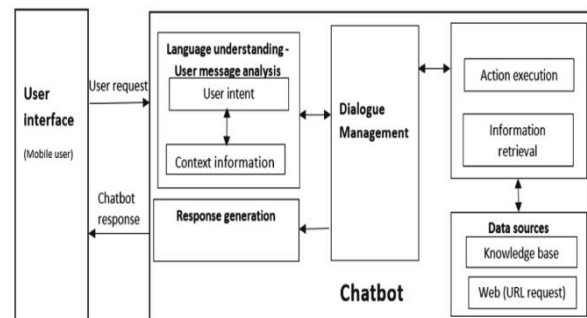 User
interface
(Mobile user)
User request
Chatbot
response
Language understanding -
User message analysis
User intent
Context information
Response generation
Dialogue
Management
Action execution
Information
retrieval
Data sources
Knowledge base
Web (URL request)
Chatbot